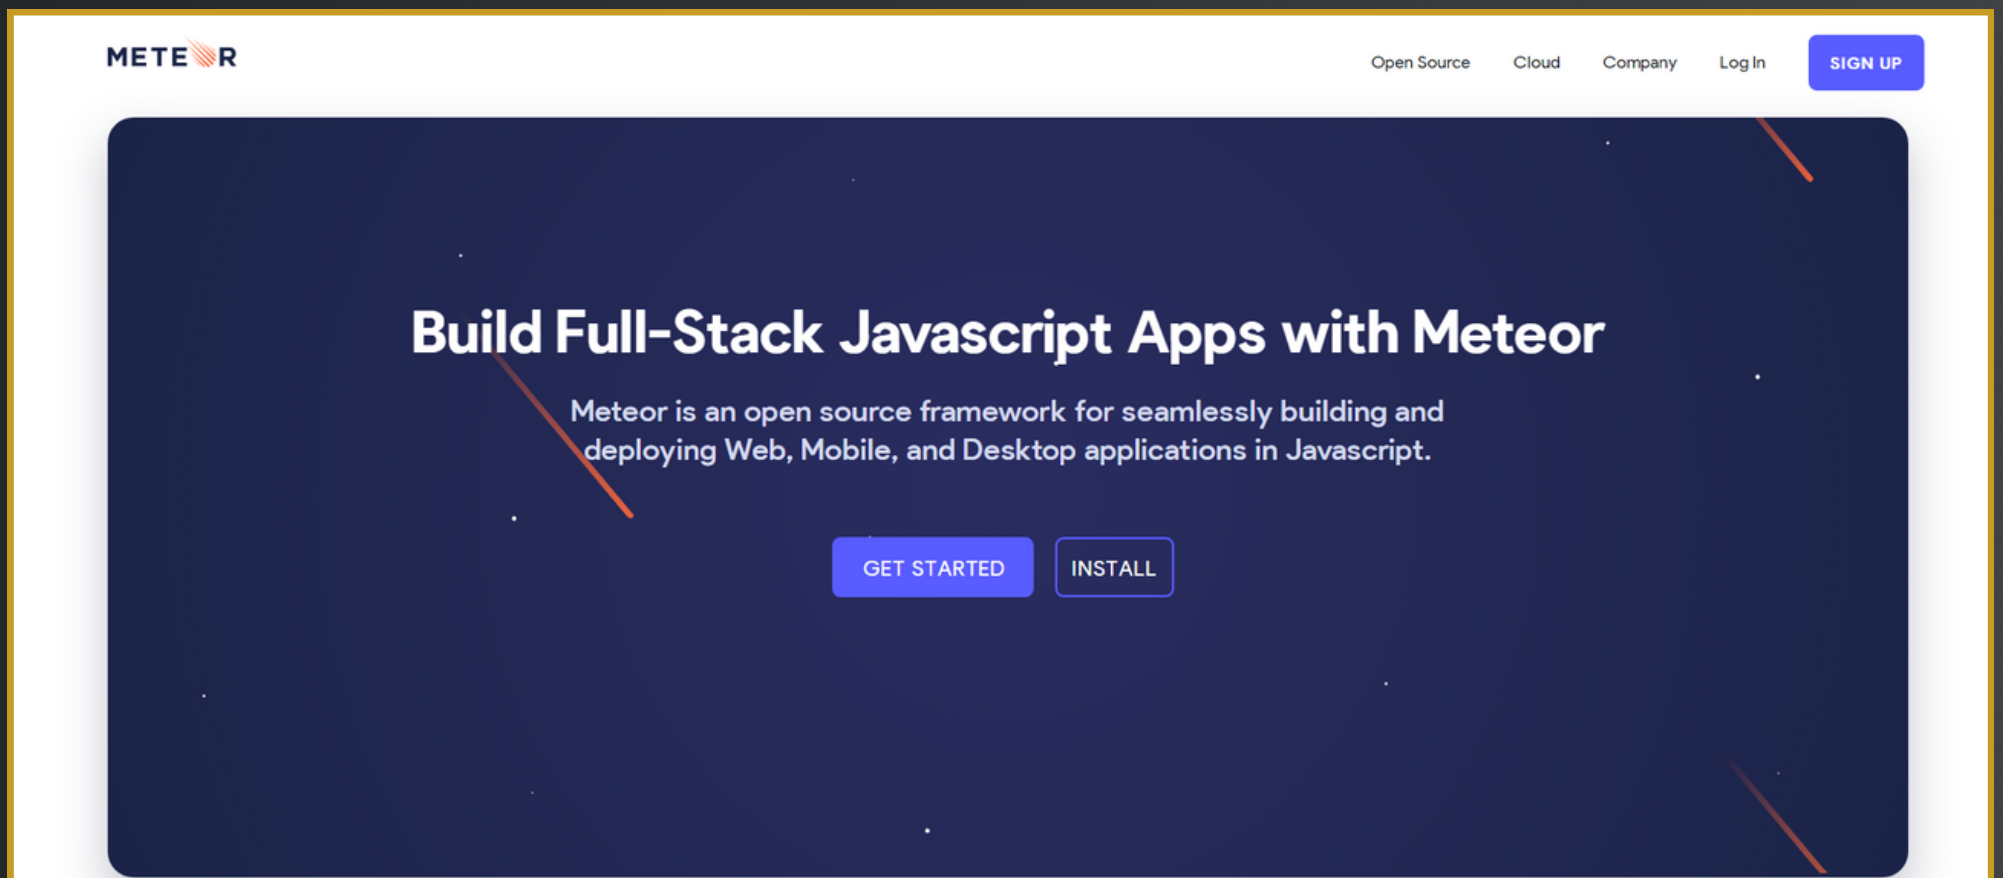 METEOR
Open Source Cloud Company Log In SIGN UP
Build Full-Stack Javascript Apps with Meteor
Meteor is an open source framework for seamlessly building and
deploying Web, Mobile, and Desktop applications in Javascript.
GET STARTED INSTALL